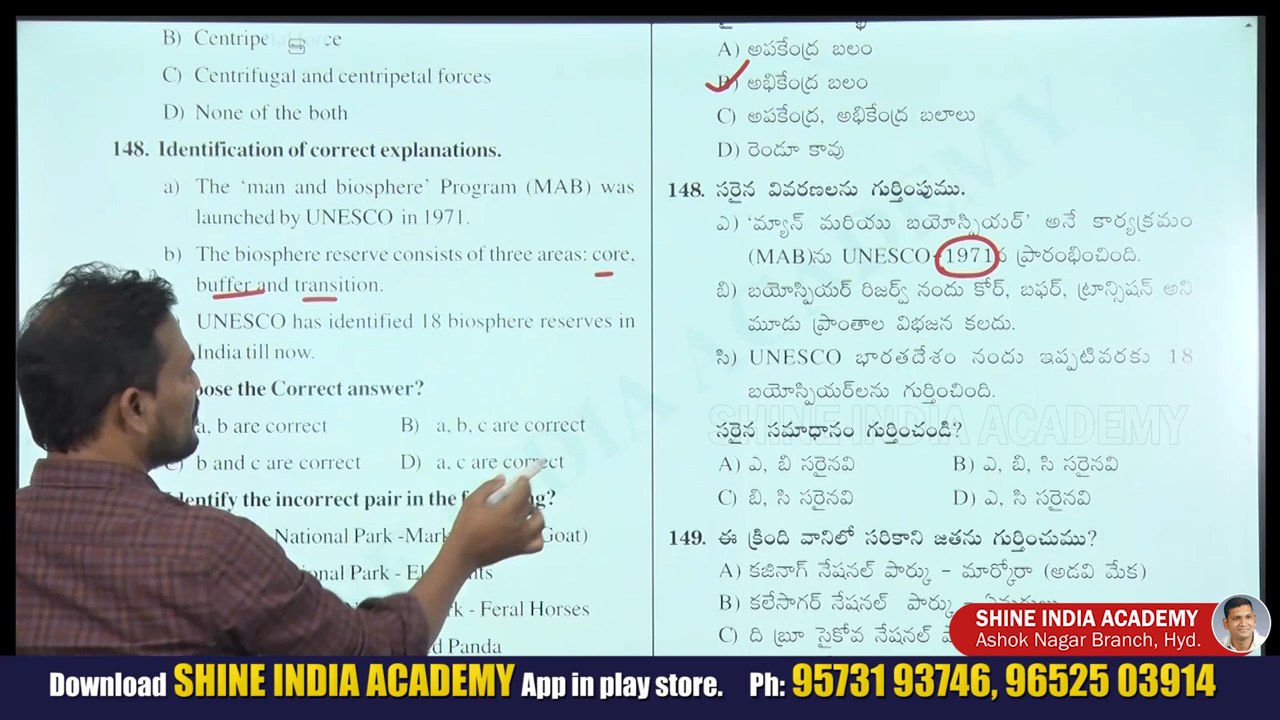 B) Centripetal force
C) Centrifugal and centripetal forces
D) None of the both
148. Identification of correct explanations.
a) The ‘man and biosphere’ Program (MAB) was
launched by UNESCO in 1971.
b) The biosphere reserve consists of three areas: core,
buffer and transition.
UNESCO has identified 18 biosphere reserves in
India till now.
the Correct answer?
a, b are correct B) a, b, c are correct
b and c are correct D) a, c are correct
Identify the incorrect pair in the
National Park - Goat)
Park -
- Feral Horses
Panda
A) అపకేంద్ర బలం
B) అభికేంద్ర బలం
C) అపకేంద్ర, అభికేంద్ర బలాలు
D) రెండూ కావు
148. సరైన వివరణలను గుర్తింపుము.
ఎ) ‘మ్యాన్ మరియు బయోస్పియర్’ అనే కార్యక్రమం
(MAB)ను UNESCO 1971న ప్రారంభించింది.
బి) బయోస్పియర్ రిజర్వ్ నందు కోర్, బఫర్, ట్రాన్సిషన్ అని
మూడు ప్రాంతాల విభజన కలదు.
సి) UNESCO భారతదేశం నందు ఇప్పటివరకు 18
బయోస్పియర్‌లను గుర్తించింది.
సరైన సమాధానం గుర్తించండి?
A) ఎ, బి సరైనవి B) ఎ, బి, సి సరైనవి
C) బి, సి సరైనవి D) ఎ, సి సరైనవి
149. ఈ క్రింది వానిలో సరికాని జతను గుర్తించుము?
A) కజినాగ్ నేషనల్ పార్కు - మార్కోరా (అడవి మేక)
B) కలేసాగర్ నేషనల్ పార్కు -
C) ది బ్రూ సైకోవ నేషనల్
SHINE INDIA ACADEMY
SHINE INDIA ACADEMY
Ashok Nagar Branch, Hyd.
Download SHINE INDIA ACADEMY App in play store. Ph: 95731 93746, 96525 03914